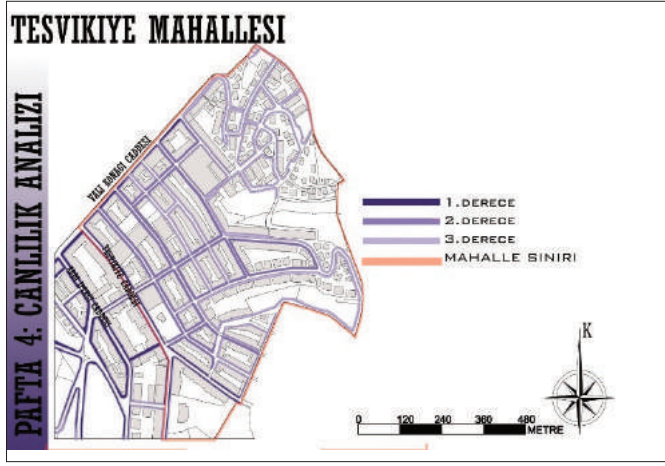 TESVIKIYE MAHALLESI
PAFTA 4: CANLILIK ANALIZI
VALI KONAGI CADDESI
1.DERECE
2.DERECE
3.DERECE
MAHALLE SINIRI
K
0 120 240 360 480
METRE